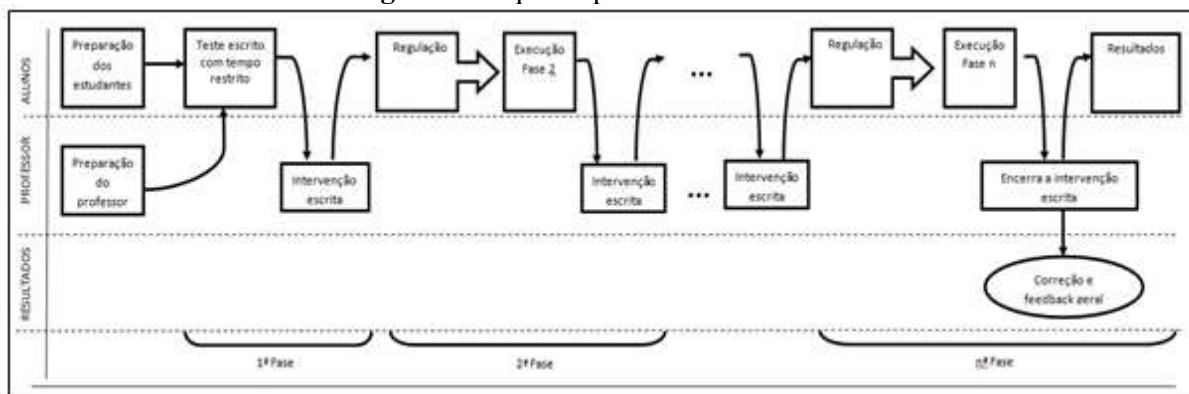 ALUNOS
Preparação
dos
estudantes
Teste escrito
com tempo
restrito
Regulação
Execução
Fase 2
...
Regulação
Execução
Fase n
Resultados
PROFESSOR
Preparação
do
professor
Intervenção
escrita
Intervenção
escrita
...
Intervenção
escrita
Encerra a intervenção
escrita
RESULTADOS
Correção e
feedback geral
1ª Fase
2ª Fase
nª Fase